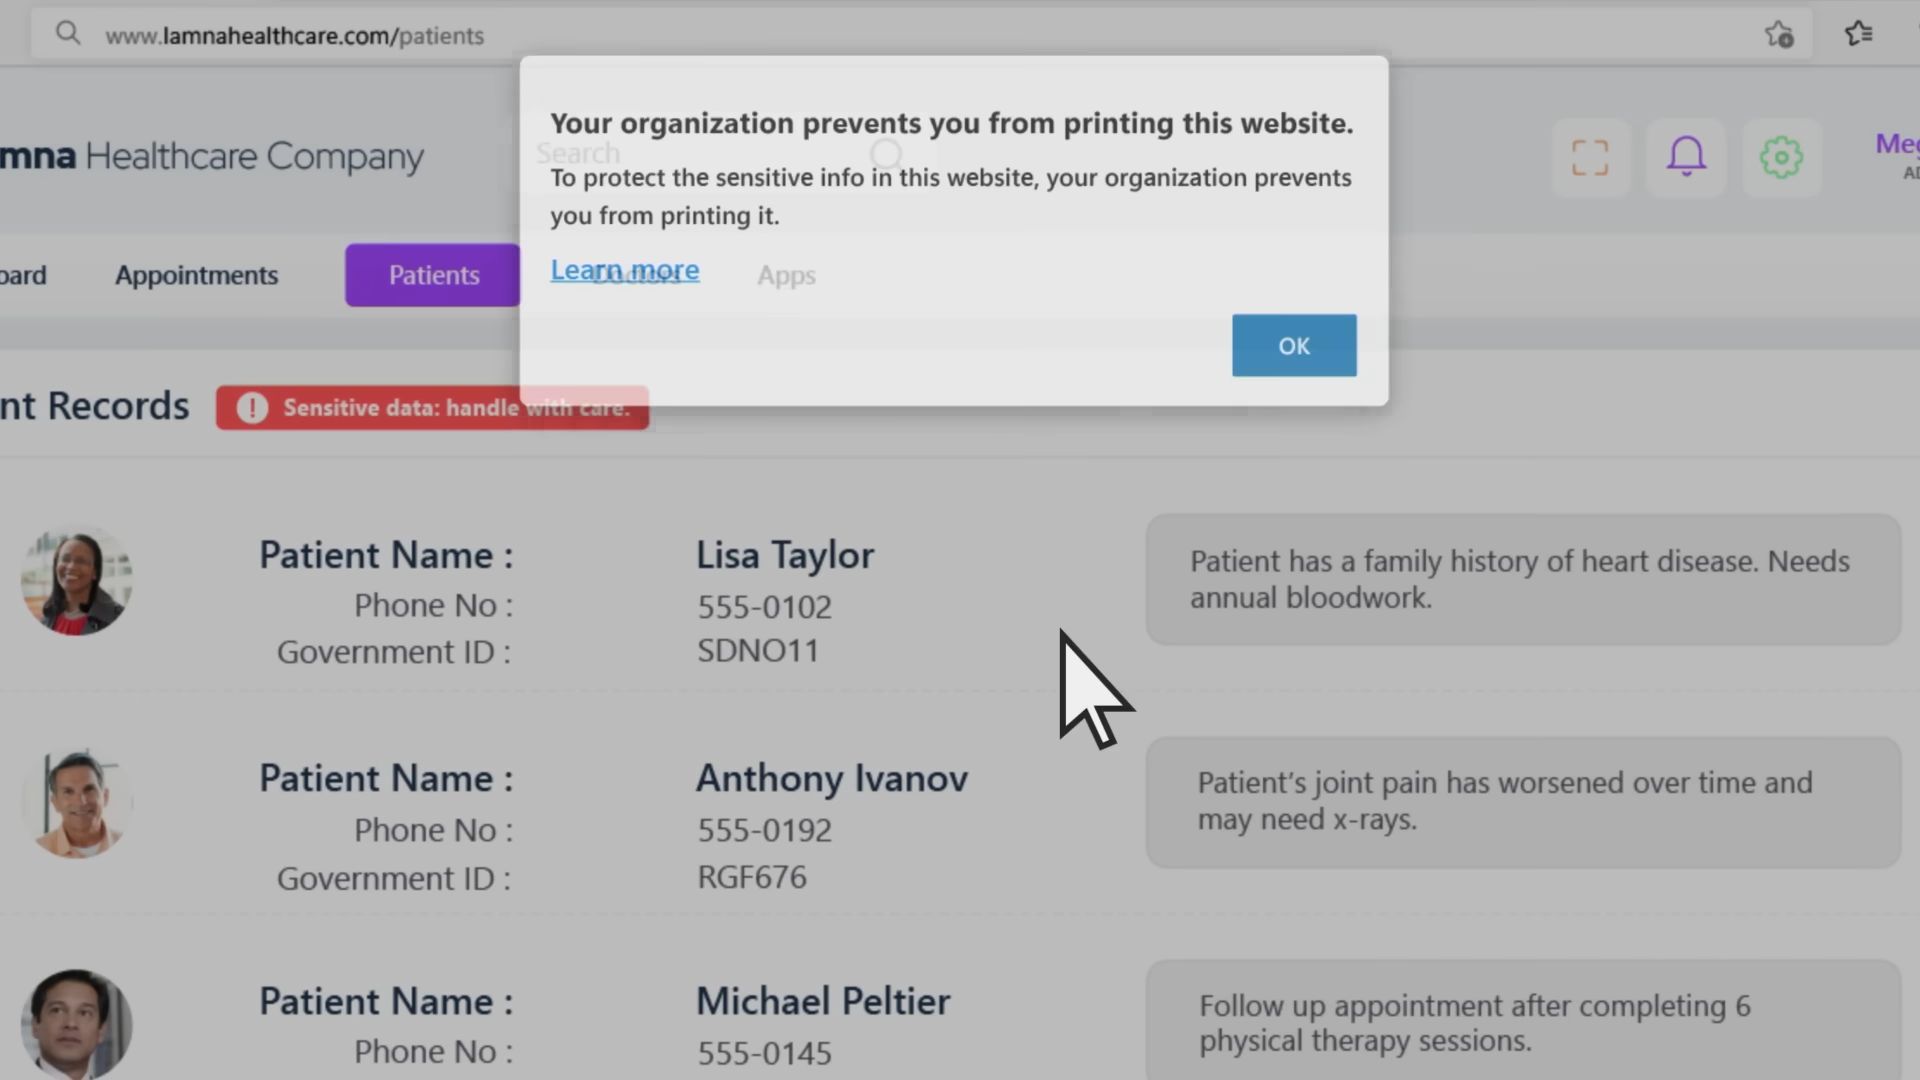 www.lamnahealthcare.com/patients
mna Healthcare Company
Search
Your organization prevents you from printing this website.
To protect the sensitive info in this website, your organization prevents
you from printing it.
Learn more
OK
Meg
AD
oard
Appointments
Patients
Doctors
Apps
nt Records
Sensitive data: handle with care.
Patient Name : Lisa Taylor
Phone No : 555-0102
Government ID : SDNO11
Patient has a family history of heart disease. Needs
annual bloodwork.
Patient Name : Anthony Ivanov
Phone No : 555-0192
Government ID : RGF676
Patient’s joint pain has worsened over time and
may need x-rays.
Patient Name : Michael Peltier
Phone No : 555-0145
Follow up appointment after completing 6
physical therapy sessions.